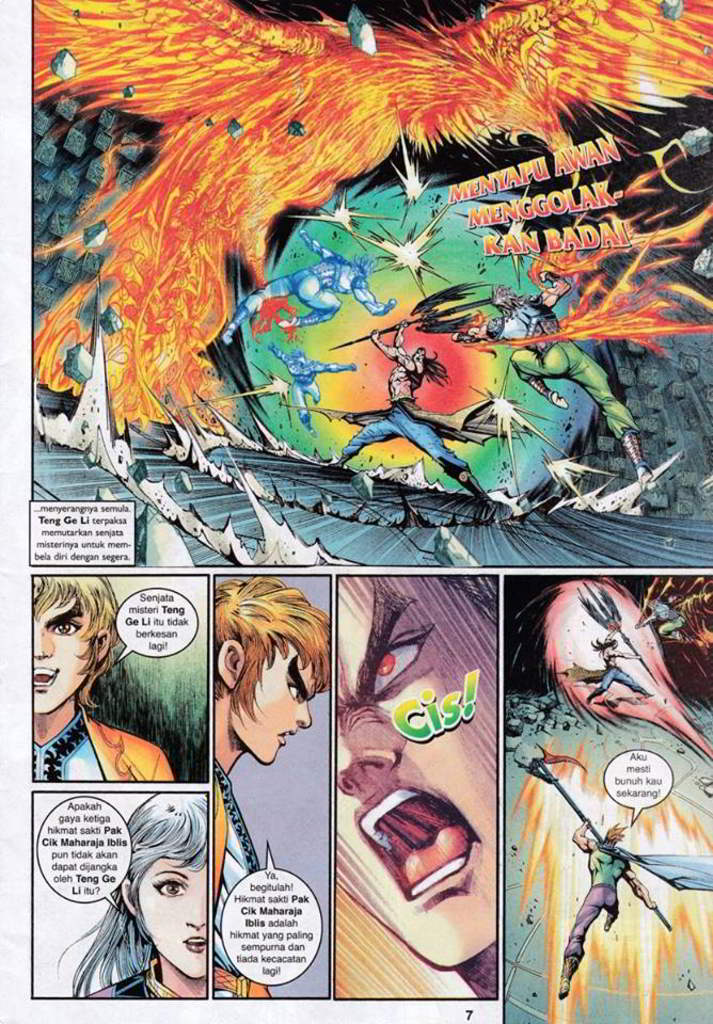 MENYAPU AWAN
MENGGOLAK-
KAN BADAI
...menyerangnya semula.
Teng Ge Li terpaksa
memutarkan senjata
misterinya untuk mem-
bela diri dengan segera.
Senjata
misteri Teng
Ge Li itu tidak
berkesan
lagi!
Apakah
gaya ketiga
hikmat sakti Pak
Cik Maharaja Iblis
pun tidak akan
dapat dijangka
oleh Teng Ge
Li itu?
Ya,
begitulah!
Hikmat sakti Pak
Cik Maharaja
Iblis adalah
hikmat yang paling
sempurna dan
tiada kecacatan
lagi!
Cis!
Aku
mesti
bunuh kau
sekarang!
7